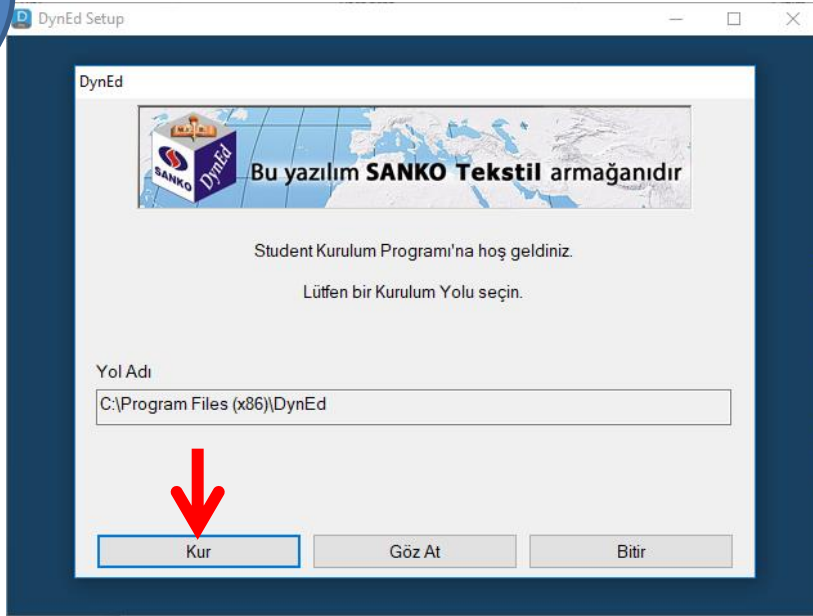 DynEd Setup
DynEd
SANKO DynEd
Bu yazılım SANKO Tekstil armağanıdır
Student Kurulum Programı'na hoş geldiniz.
Lütfen bir Kurulum Yolu seçin.
Yol Adı
C:\Program Files (x86)\DynEd
Kur
Göz At
Bitir